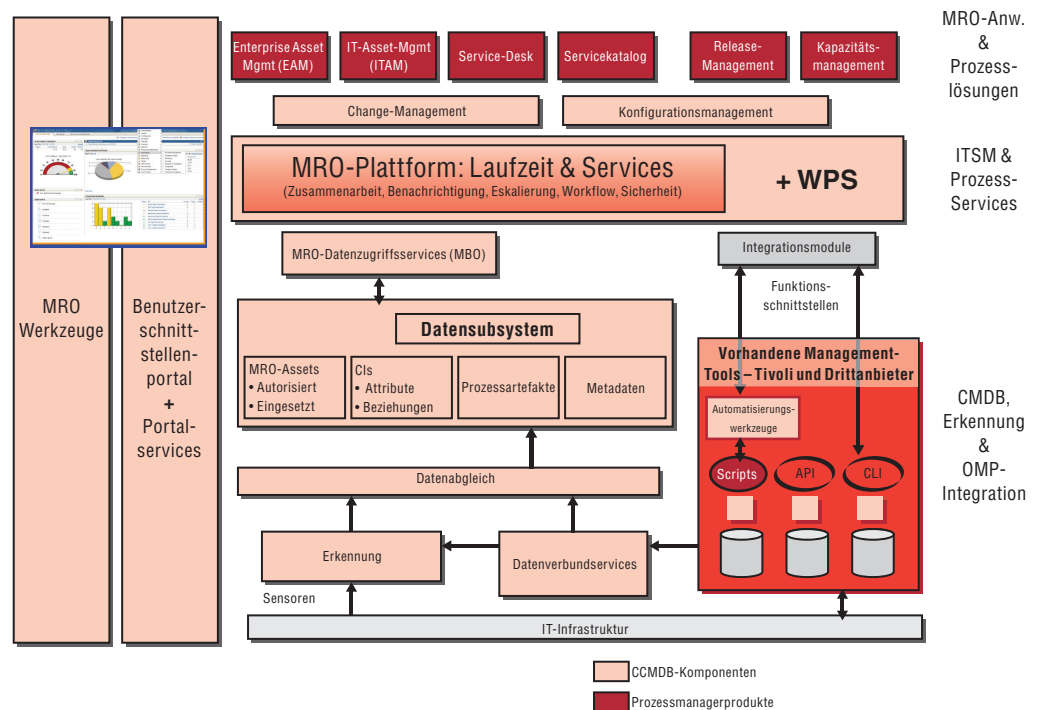 Enterprise Asset
Mgmt (EAM)
IT-Asset-Mgmt
(ITAM)
Service-Desk
Servicekatalog
Release-
Management
Kapazitäts-
management
MRO-Anw.
&
Prozess-
lösungen
Change-Management
Konfigurationsmanagement
MRO-Plattform: Laufzeit & Services
(Zusammenarbeit, Benachrichtigung, Eskalierung, Workflow, Sicherheit)
+ WPS
ITSM &
Prozess-
Services
MRO-Datenzugriffsservices (MBO)
Integrationsmodule
Funktions-
schnittstellen
MRO
Werkzeuge
Benutzer-
schnitt-
stellen-
portal
+
Portal-
services
Datensubsystem
MRO-Assets
• Autorisiert
• Eingesetzt
CIs
• Attribute
• Beziehungen
Prozessartefakte
Metadaten
Vorhandene Management-
Tools – Tivoli und Drittanbieter
Automatisierungs-
werkzeuge
Scripts
API
CLI
CMDB,
Erkennung
&
OMP-
Integration
Datenabgleich
Erkennung
Datenverbundservices
Sensoren
IT-Infrastruktur
CCMDB-Komponenten
Prozessmanagerprodukte